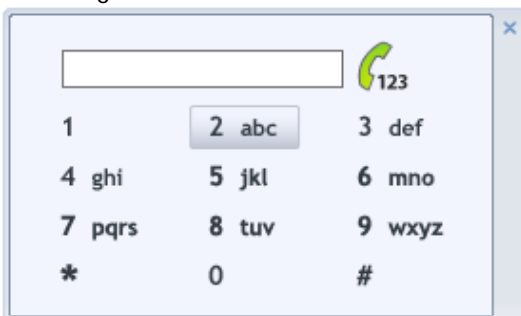 123
1 2 abc 3 def
4 ghi 5 jkl 6 mno
7 pqrs 8 tuv 9 wxyz
* 0 #